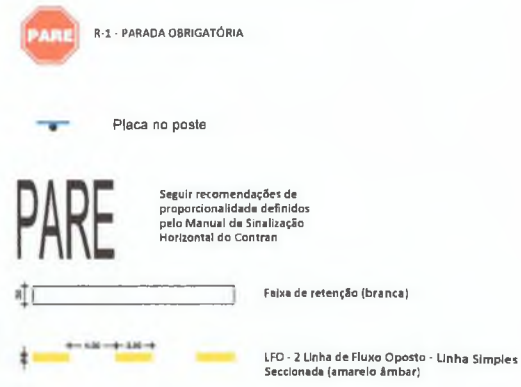 PARE R-1 - PARADA OBRIGATÓRIA
Placa no poste
PARE
Seguir recomendações de
proporcionalidade definidos
pelo Manual de Sinalização
Horizontal do Contran
Faixa de retenção (branca)
LFO - 2 Linha de Fluxo Oposto - Linha Simples
Seccionada (amarelo âmbar)